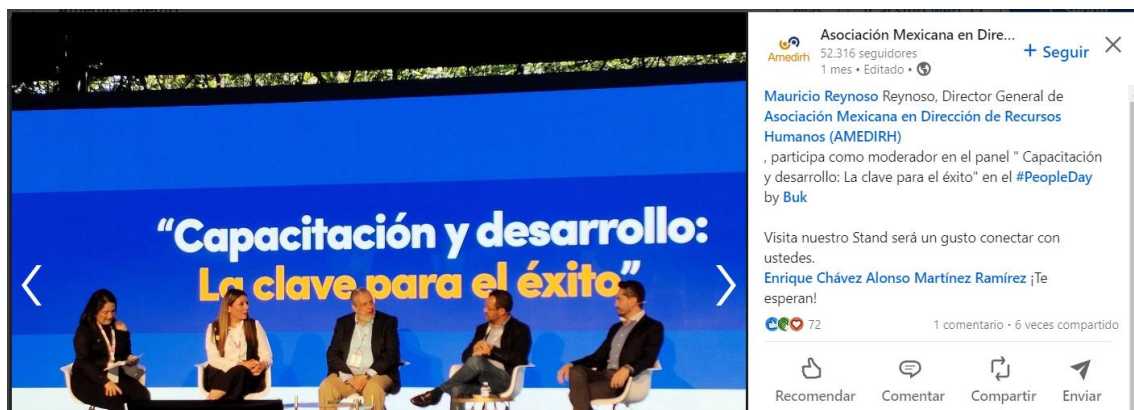 “Capacitación y desarrollo:
La clave para el éxito”
Amedirh
Asociación Mexicana en Dire...
52.316 seguidores
1 mes • Editado •
+ Seguir
Mauricio Reynoso Reynoso, Director General de
Asociación Mexicana en Dirección de Recursos
Humanos (AMEDIRH)
, participa como moderador en el panel " Capacitación
y desarrollo: La clave para el éxito" en el #PeopleDay
by Buk
Visita nuestro Stand será un gusto conectar con
ustedes.
Enrique Chávez Alonso Martínez Ramírez ¡Te
esperan!
72
1 comentario • 6 veces compartido
Recomendar
Comentar
Compartir
Enviar